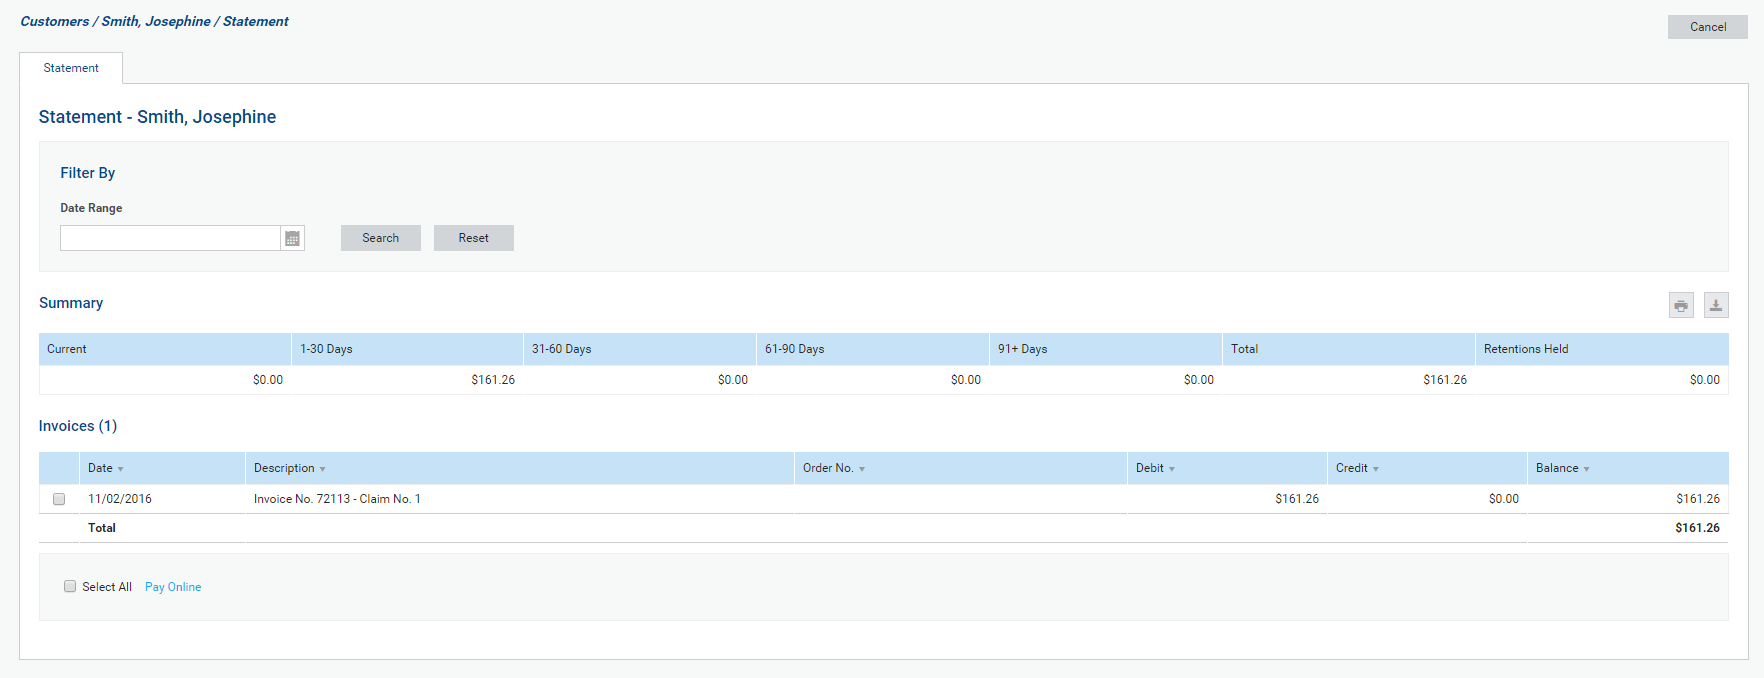 Customers / Smith, Josephine / Statement
Cancel
Statement
Statement - Smith, Josephine
Filter By
Date Range
Search Reset
Summary
Current 1-30 Days 31-60 Days 61-90 Days 91+ Days Total Retentions Held
$0.00 $161.26 $0.00 $0.00 $0.00 $161.26 $0.00
Invoices (1)
Date Description Order No. Debit Credit Balance
11/02/2016 Invoice No. 72113 - Claim No. 1 $161.26 $0.00 $161.26
Total $161.26
Select All Pay Online